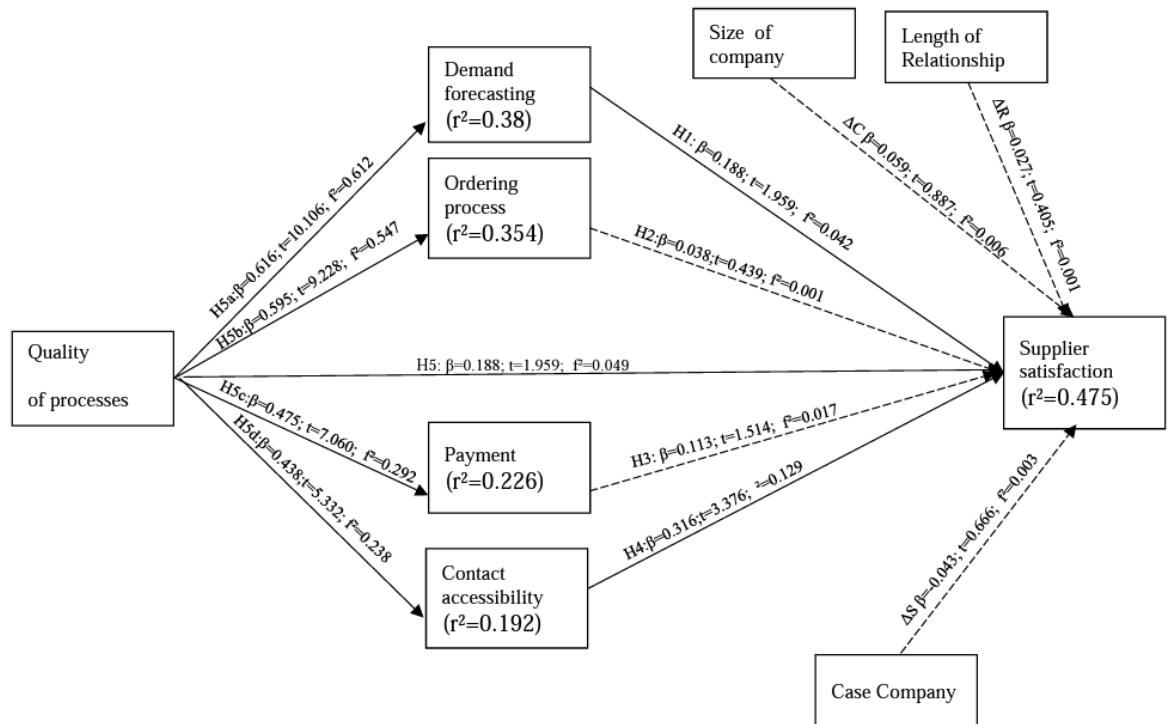 Size of
company
Length of
Relationship
Demand
forecasting
(r²=0.38)
Ordering
process
(r²=0.354)
ΔC β=0.059; t=0.887; f²=0.006
ΔR β=0.027; t=0.405; f²=0.001
H1: β=0.188; t=1.959; f²=0.042
H2:β=0.038;t=0.439; f²=0.001
H5a:β=0.616; t=10.106; f²=0.612
H5b:β=0.595; t=9.228; f²=0.547
Quality
of processes
H5: β=0.188; t=1.959; f²=0.049
Supplier
satisfaction
(r²=0.475)
H5c:β=0.475; t=7.060; f²=0.292
H5d:β=0.438;t=5.332; f²=0.238
Payment
(r²=0.226)
H3: β=0.113; t=1.514; f²=0.017
H4:β=0.316;t=3.376; ²=0.129
Contact
accessibility
(r²=0.192)
ΔS β=-0.043; t=0.666; f²=0.003
Case Company